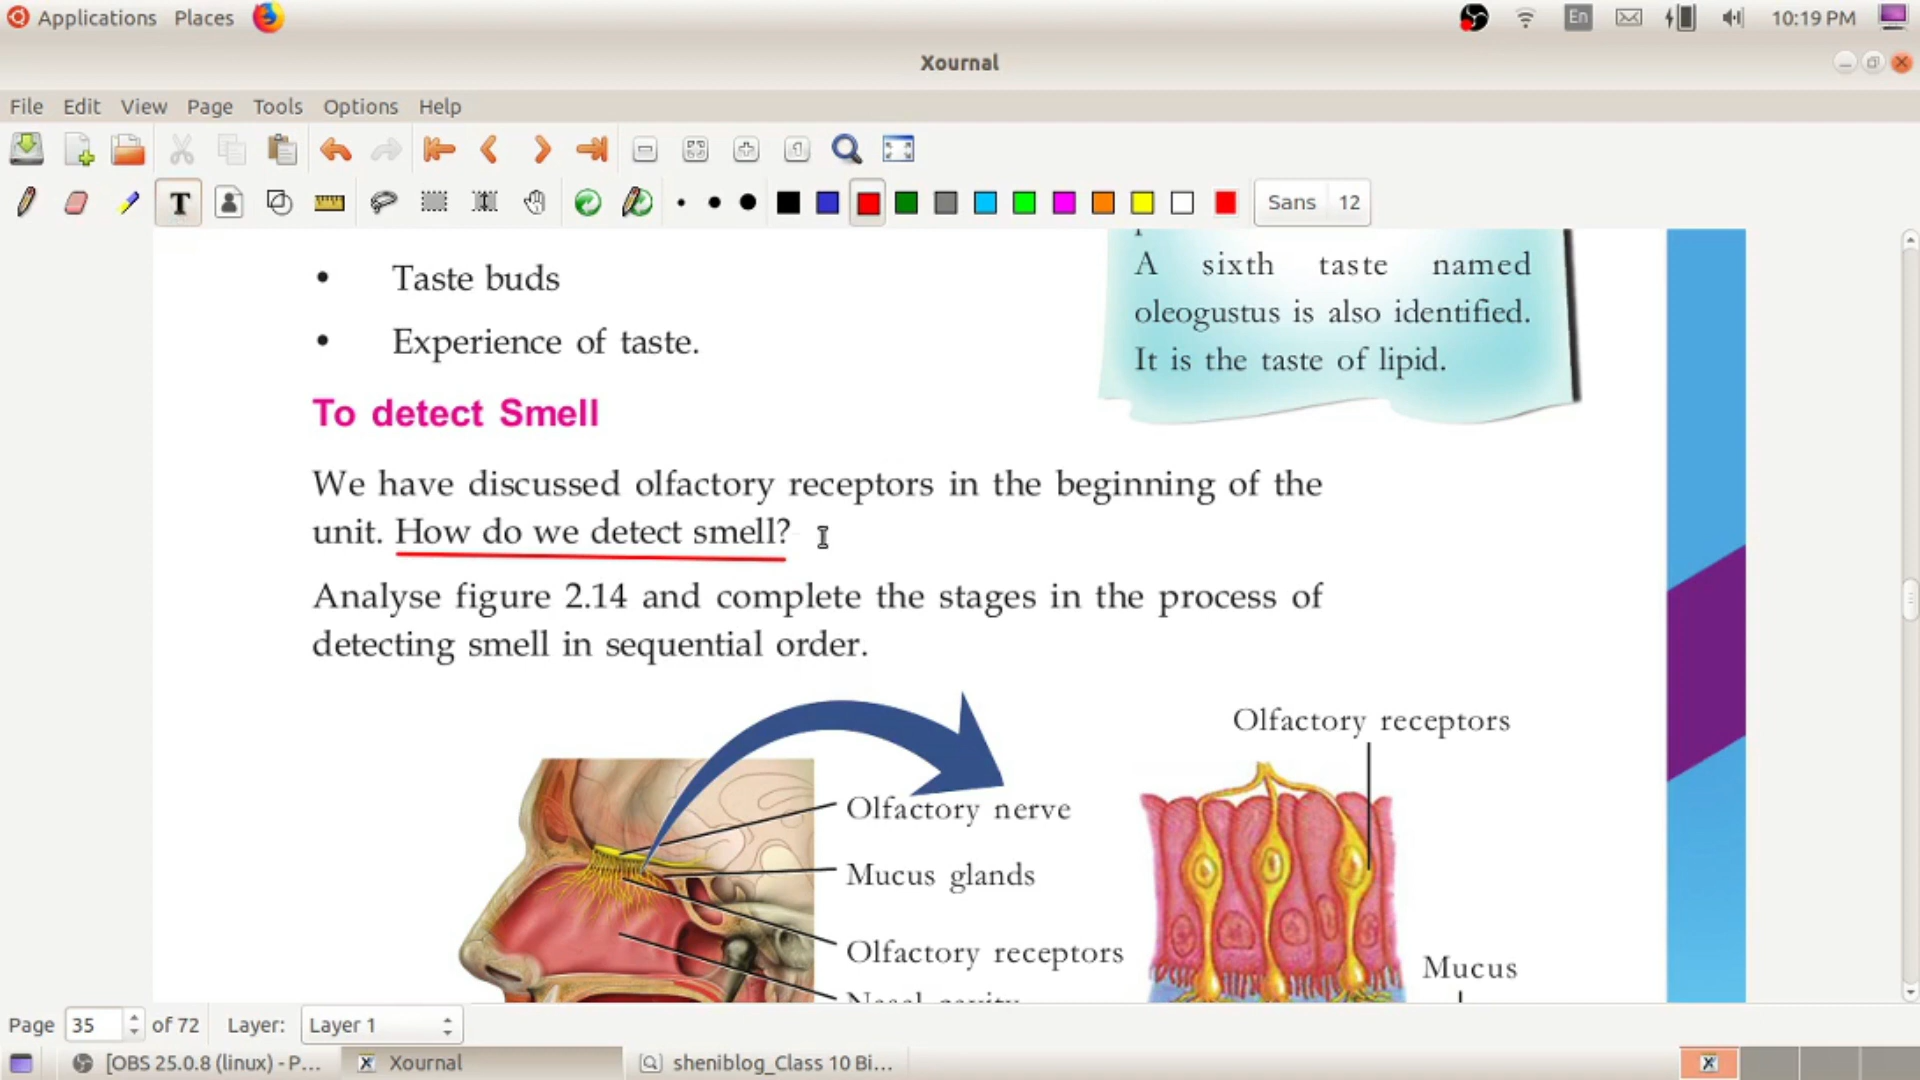 Applications Places En 10:19 PM
Xournal
File Edit View Page Tools Options Help
T Sans 12
• Taste buds
• Experience of taste.
A sixth taste named
oleogustus is also identified.
It is the taste of lipid.
To detect Smell
We have discussed olfactory receptors in the beginning of the
unit. How do we detect smell?
Analyse figure 2.14 and complete the stages in the process of
detecting smell in sequential order.
Olfactory receptors
Olfactory nerve
Mucus glands
Olfactory receptors
Mucus
Nasal cavity
Page 35 of 72 Layer: Layer 1
[OBS 25.0.8 (linux) - P... Xournal sheniblog_Class 10 Bi...